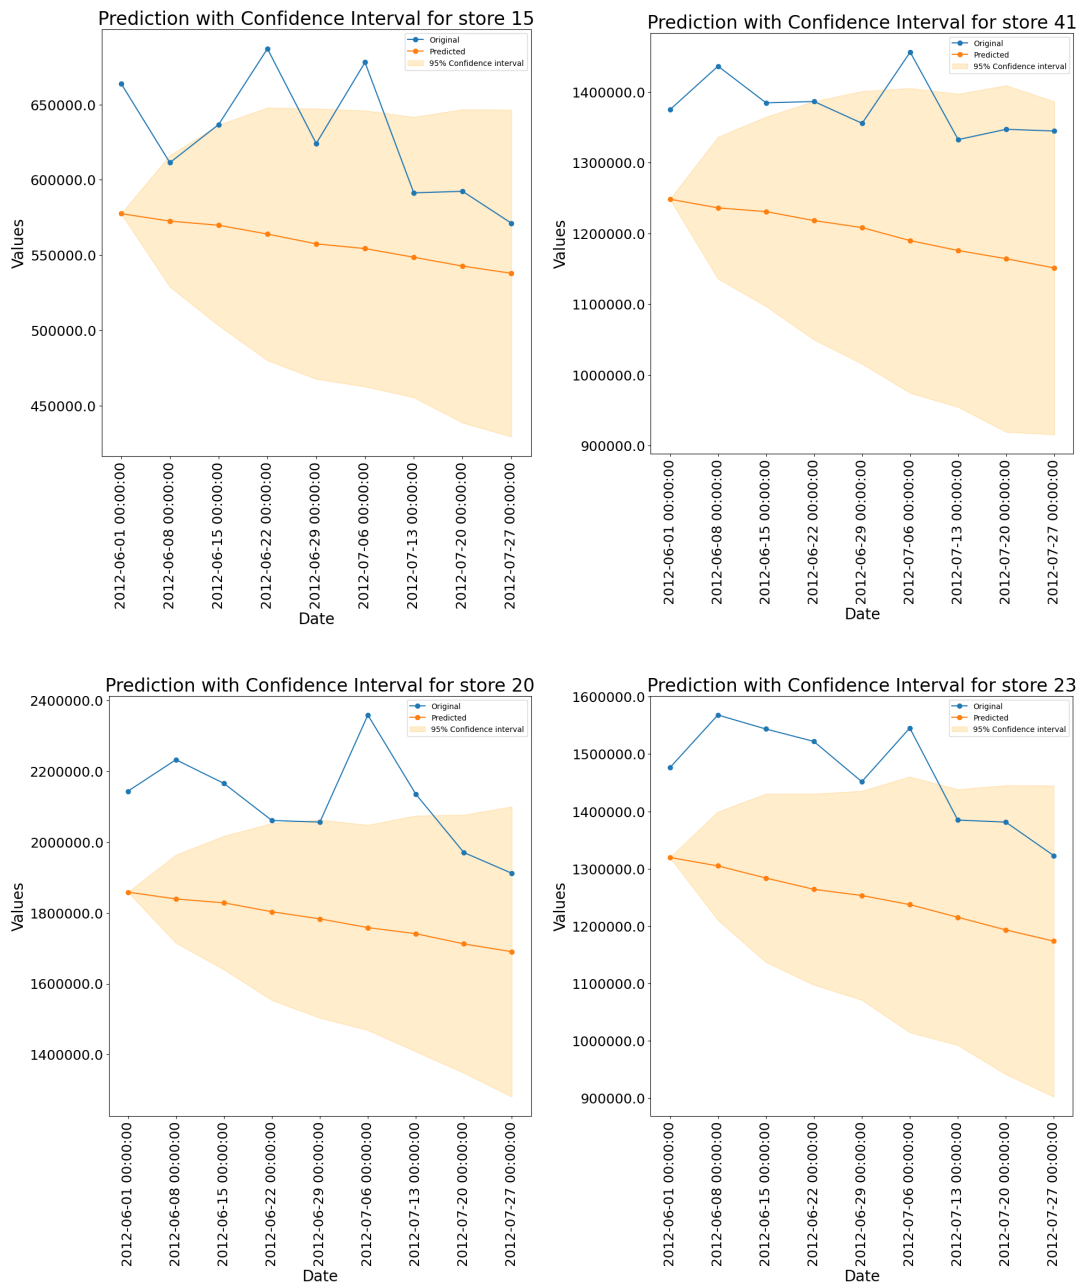 Prediction with Confidence Interval for store 15
Original
Predicted
95% Confidence interval
650000.0
600000.0
550000.0
500000.0
450000.0
Values
2012-06-01 00:00:00
2012-06-08 00:00:00
2012-06-15 00:00:00
2012-06-22 00:00:00
2012-06-29 00:00:00
2012-07-06 00:00:00
2012-07-13 00:00:00
2012-07-20 00:00:00
2012-07-27 00:00:00
Date
Prediction with Confidence Interval for store 41
Original
Predicted
95% Confidence interval
1400000.0
1300000.0
1200000.0
1100000.0
1000000.0
900000.0
Values
2012-06-01 00:00:00
2012-06-08 00:00:00
2012-06-15 00:00:00
2012-06-22 00:00:00
2012-06-29 00:00:00
2012-07-06 00:00:00
2012-07-13 00:00:00
2012-07-20 00:00:00
2012-07-27 00:00:00
Date
Prediction with Confidence Interval for store 20
Original
Predicted
95% Confidence interval
2400000.0
2200000.0
2000000.0
1800000.0
1600000.0
1400000.0
Values
2012-06-01 00:00:00
2012-06-08 00:00:00
2012-06-15 00:00:00
2012-06-22 00:00:00
2012-06-29 00:00:00
2012-07-06 00:00:00
2012-07-13 00:00:00
2012-07-20 00:00:00
2012-07-27 00:00:00
Date
Prediction with Confidence Interval for store 23
Original
Predicted
95% Confidence interval
1600000.0
1500000.0
1400000.0
1300000.0
1200000.0
1100000.0
1000000.0
900000.0
Values
2012-06-01 00:00:00
2012-06-08 00:00:00
2012-06-15 00:00:00
2012-06-22 00:00:00
2012-06-29 00:00:00
2012-07-06 00:00:00
2012-07-13 00:00:00
2012-07-20 00:00:00
2012-07-27 00:00:00
Date